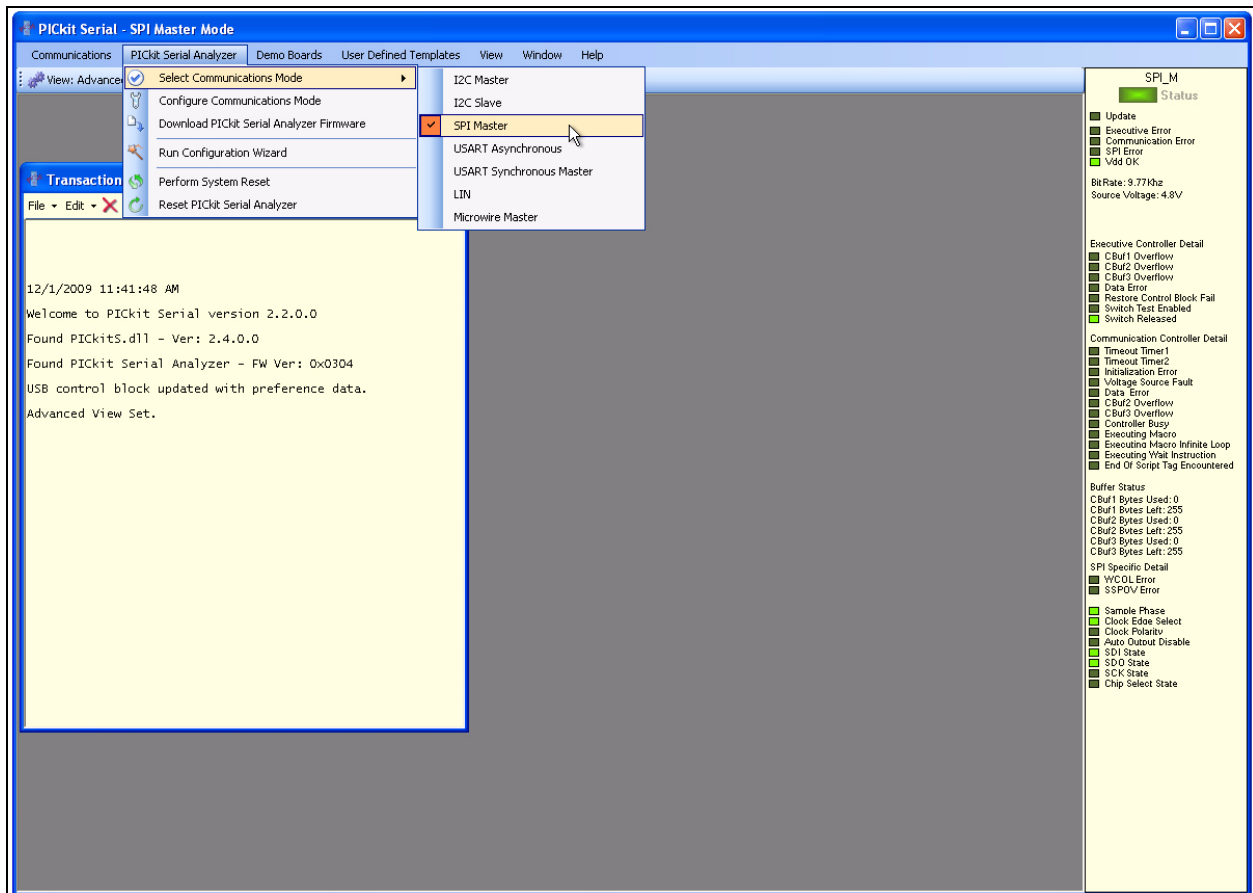 PICkit Serial - SPI Master Mode
Communications PICkit Serial Analyzer Demo Boards User Defined Templates View Window Help
View: Advance
Select Communications Mode
Configure Communications Mode
Download PICkit Serial Analyzer Firmware
Run Configuration Wizard
Perform System Reset
Reset PICkit Serial Analyzer
I2C Master
I2C Slave
SPI Master
USART Asynchronous
USART Synchronous Master
LIN
Microwire Master
Transaction
File Edit
12/1/2009 11:41:48 AM
Welcome to PICkit Serial version 2.2.0.0
Found PICkitS.dll - Ver: 2.4.0.0
Found PICkit Serial Analyzer - FW Ver: 0x0304
USB control block updated with preference data.
Advanced View Set.
SPI_M
Status
Update
Executive Error
Communication Error
SPI Error
Vdd OK
BitRate: 9.77Khz
Source Voltage: 4.8V
Executive Controller Detail
CBuf1 Overflow
CBuf2 Overflow
CBuf3 Overflow
Data Error
Restore Control Block Fail
Switch Test Enabled
Switch Released
Communication Controller Detail
Timeout Timer1
Timeout Timer2
Initialization Error
Voltage Source Fault
Data Error
CBuf2 Overflow
CBuf3 Overflow
Controller Busy
Executing Macro
Executing Macro Infinite Loop
Executing Wait Instruction
End Of Script Tag Encountered
Buffer Status
CBuf1 Bytes Used: 0
CBuf1 Bytes Left: 255
CBuf2 Bytes Used: 0
CBuf2 Bytes Left: 255
CBuf3 Bytes Used: 0
CBuf3 Bytes Left: 255
SPI Specific Detail
WCOL Error
SSPOV Error
Sample Phase
Clock Edge Select
Clock Polarity
Auto Output Disable
SDI State
SDO State
SCK State
Chip Select State